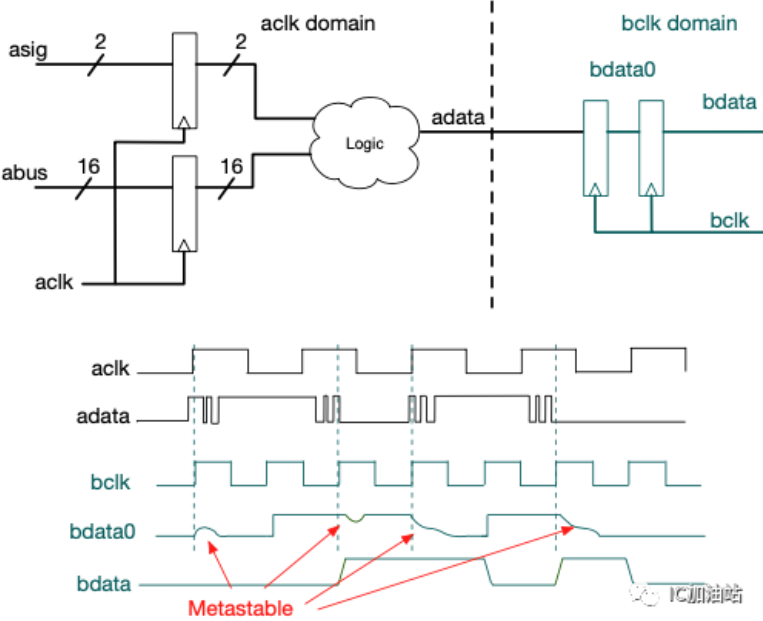 aclk domain
bclk domain
asig
2
2
bdata0
bdata
adata
Logic
abus
16
16
bclk
aclk
aclk
adata
bclk
bdata0
bdata
Metastable
IC加油站